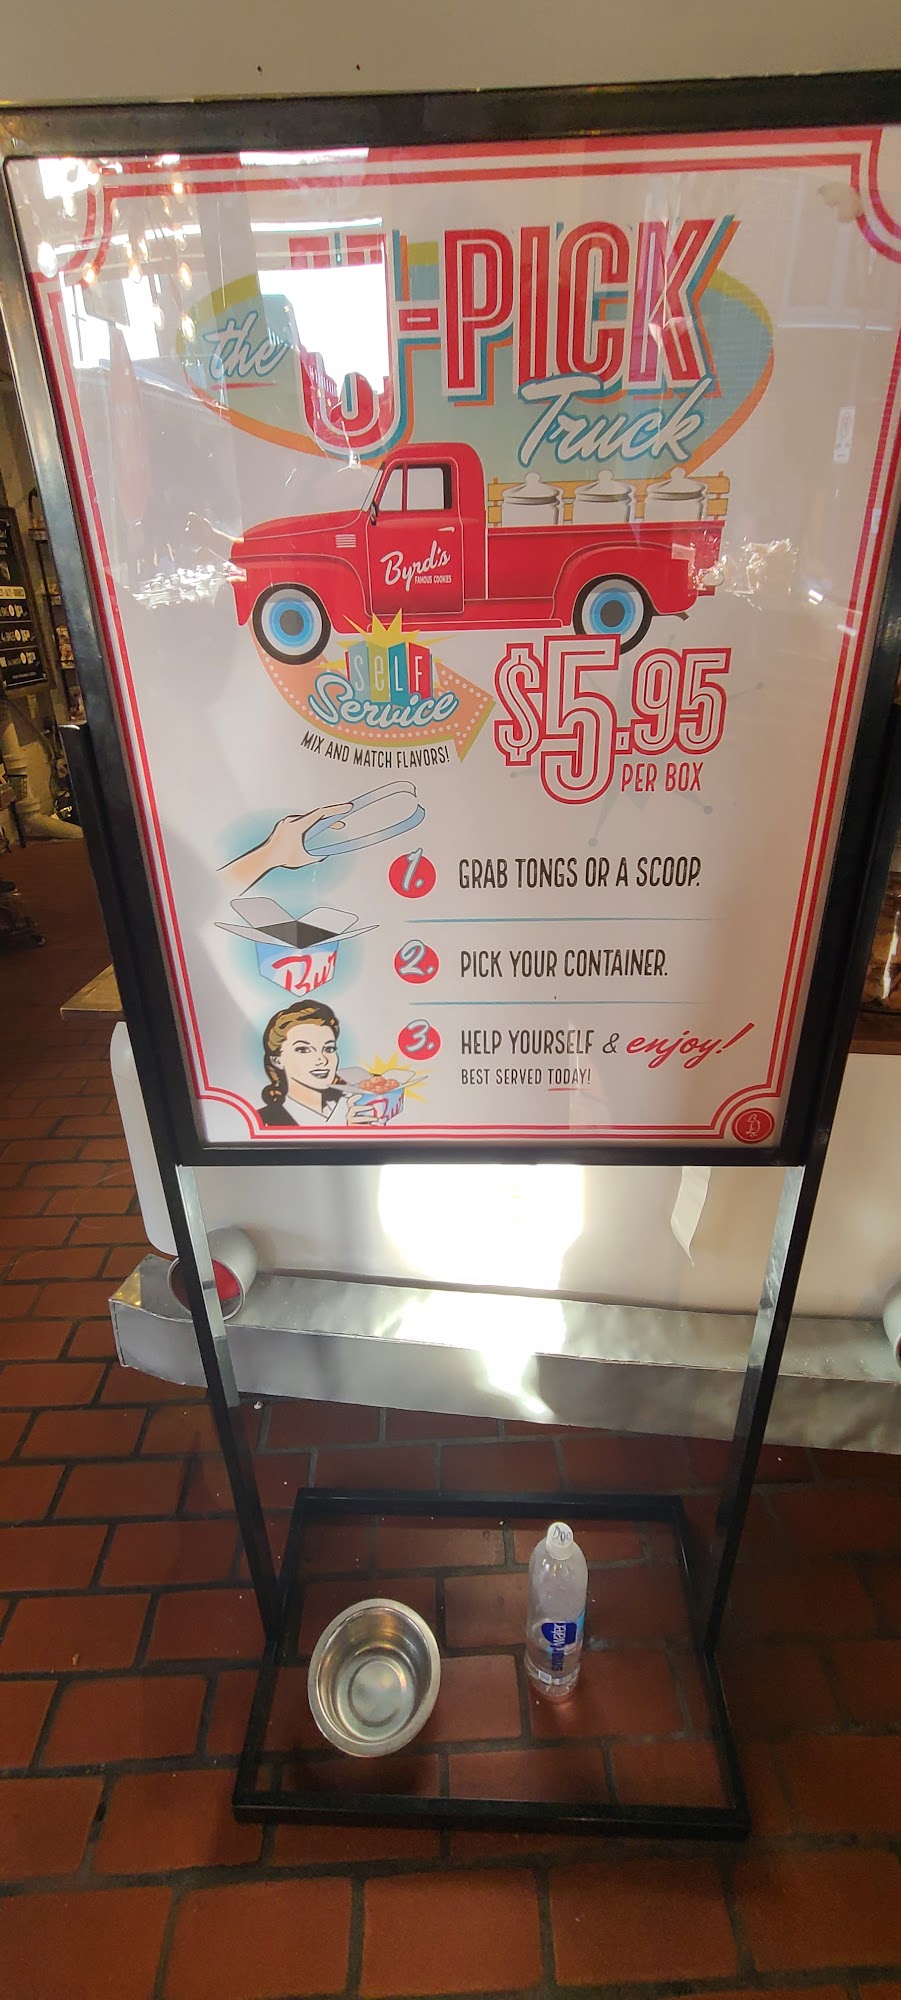 the U-PICK
Truck
Byrd's
FAMOUS COOKIES
SELF
Service
MIX AND MATCH FLAVORS!
$5.95
PER BOX
1. GRAB TONGS OR A SCOOP.
2. PICK YOUR CONTAINER.
3. HELP YOURSELF & enjoy!
BEST SERVED TODAY!
smartwater